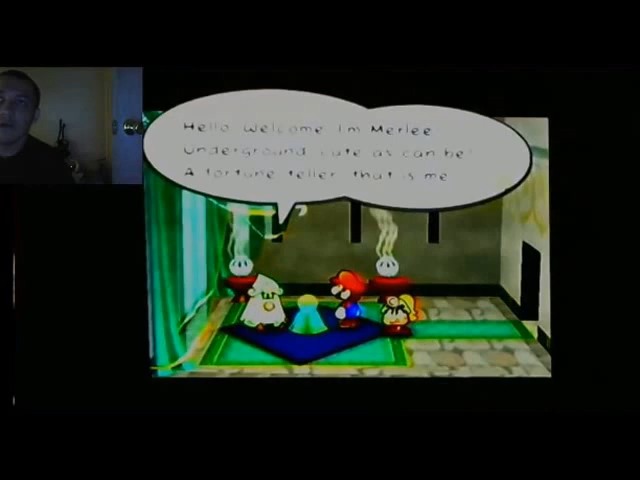 Hello Welcome I'm Merlee
Underground cute as can be!
A fortune teller that is me